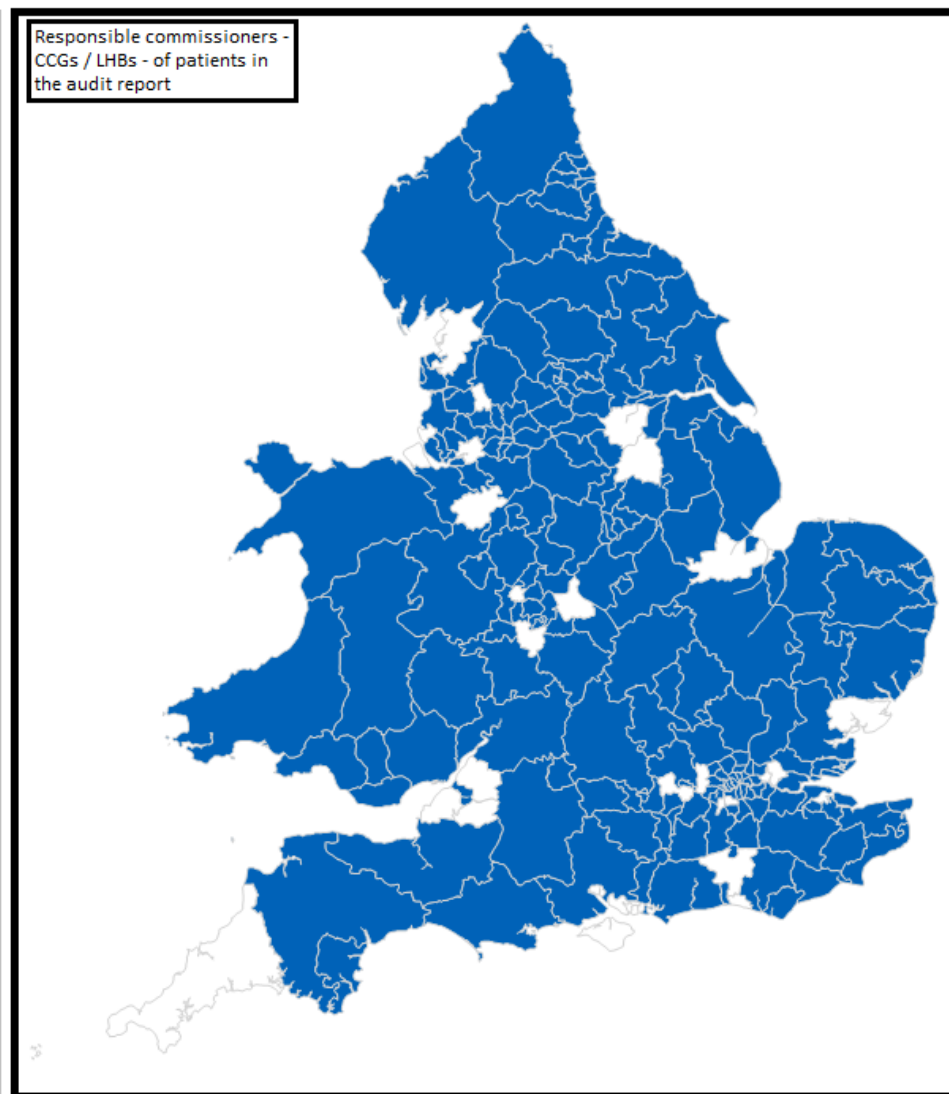 Responsible commissioners -
CCGs / LHBs - of patients in
the audit report